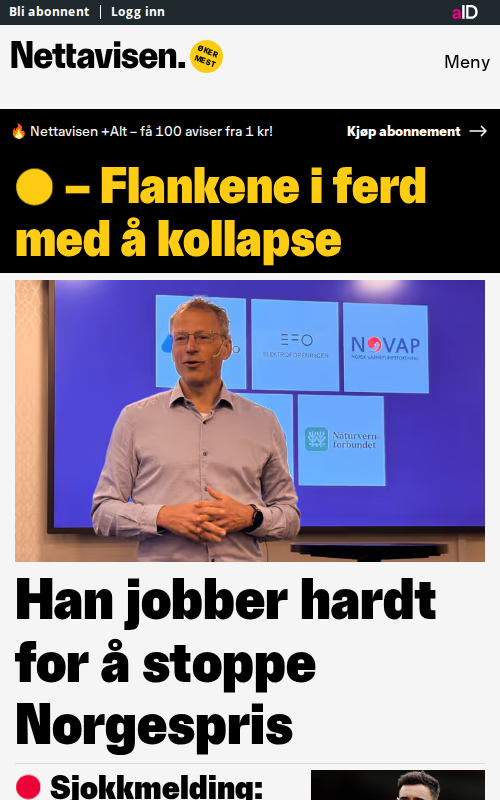 Bli abonnent | Logg inn
aID
Nettavisen.
ØKER
MEST
Meny
Nettavisen +Alt – få 100 aviser fra 1 kr!
Kjøp abonnement
– Flankene i ferd
med å kollapse
EFO
ELEKTROFORENINGEN
NOVAP
NORSK VARMEPUMPEFORENING
Naturvern-
forbundet
Han jobber hardt
for å stoppe
Norgespris
Sjokkmelding: